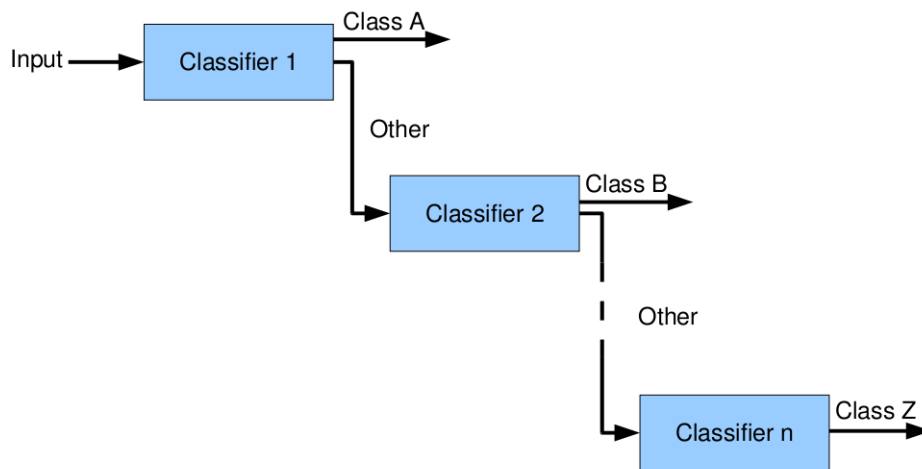 Class A
Input
Classifier 1
Other
Class B
Classifier 2
Other
Class Z
Classifier n